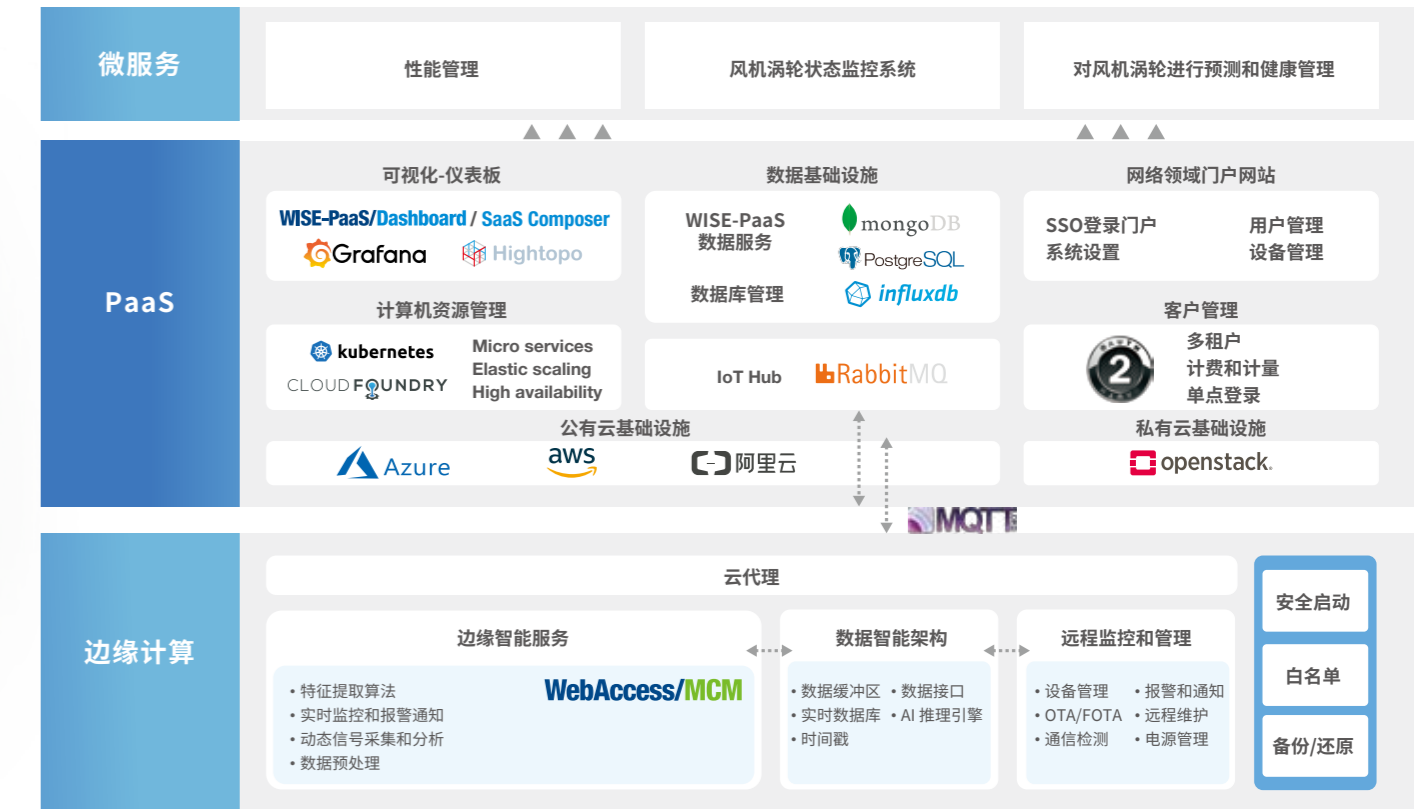 微服务
性能管理
风机涡轮状态监控系统
对风机涡轮进行预测和健康管理
PaaS
可视化-仪表板
WISE-PaaS/Dashboard / SaaS Composer
Grafana
Hightopo
数据基础设施
WISE-PaaS
数据服务
mongoDB
PostgreSQL
数据库管理
influxdb
网络领域门户网站
SSO登录门户
用户管理
系统设置
设备管理
计算机资源管理
kubernetes
CLOUD FOUNDRY
Micro services
Elastic scaling
High availability
IoT Hub
RabbitMQ
客户管理
2
多租户
计费和计量
单点登录
公有云基础设施
Azure
aws
[-]阿里云
私有云基础设施
openstack.
MQTT
边缘计算
云代理
边缘智能服务
• 特征提取算法
• 实时监控和报警通知
• 动态信号采集和分析
• 数据预处理
WebAccess/MCM
数据智能架构
• 数据缓冲区 • 数据接口
• 实时数据库 • AI 推理引擎
• 时间戳
远程监控和管理
• 设备管理 • 报警和通知
• OTA/FOTA • 远程维护
• 通信检测 • 电源管理
安全启动
白名单
备份/还原